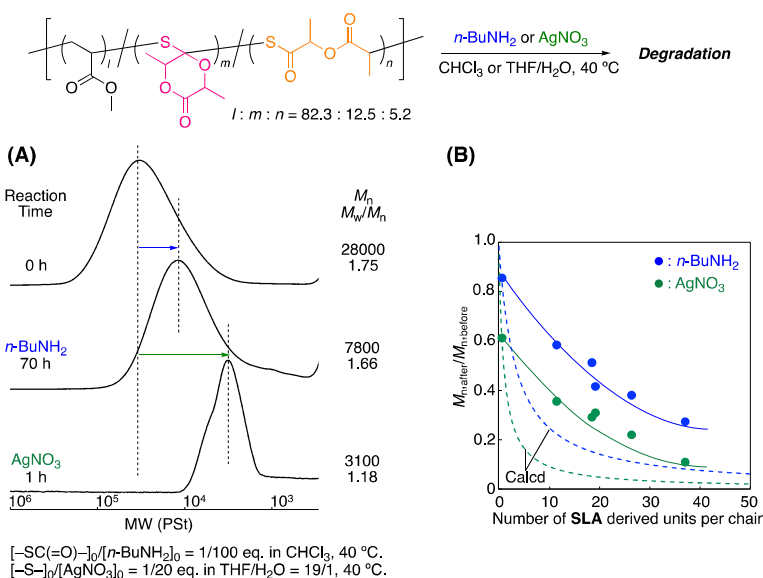 S
S
O
O
O
O
O
O
O
O
l
m
n
l : m : n = 82.3 : 12.5 : 5.2
n-BuNH2 or AgNO3
CHCl3 or THF/H2O, 40 ºC
Degradation
(A)
Reaction
Time
Mn
Mw/Mn
0 h
28000
1.75
n-BuNH2
70 h
7800
1.66
AgNO3
1 h
3100
1.18
10^6
10^5
10^4
10^3
MW (PSt)
[–SC(=O)–]0/[n-BuNH2]0 = 1/100 eq. in CHCl3, 40 ºC.
[–S–]0/[AgNO3]0 = 1/20 eq. in THF/H2O = 19/1, 40 ºC.
(B)
: n-BuNH2
: AgNO3
Mn,after/Mn,before
1.0
0.8
0.6
0.4
0.2
0
0
10
20
30
40
50
Calcd
Number of SLA derived units per chain